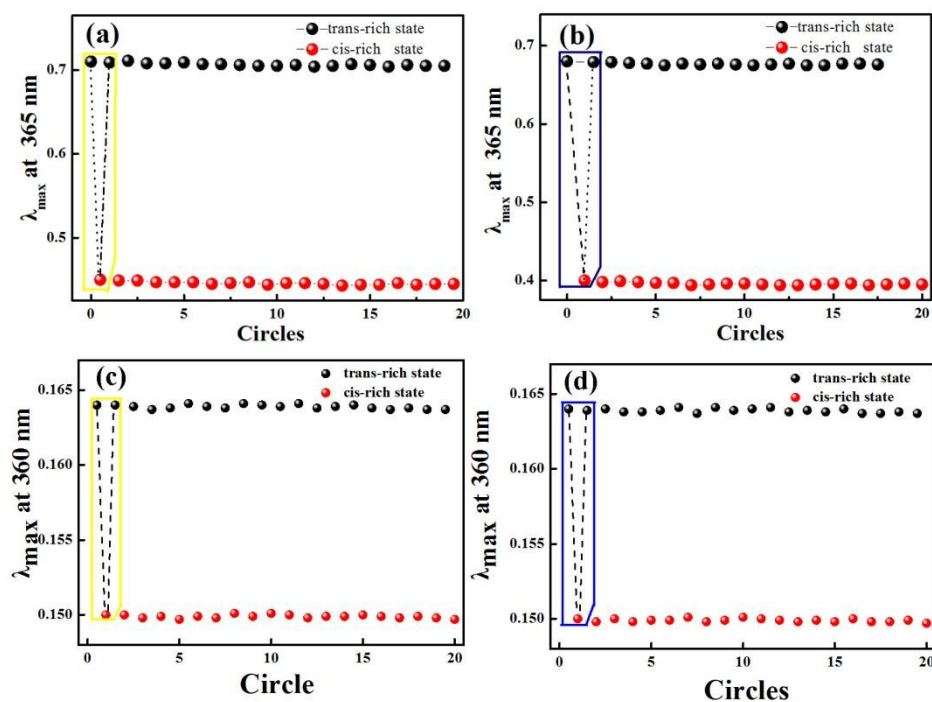 (a)
trans-rich state
cis-rich state
0.7
0.5
λmax at 365 nm
0 5 10 15 20
Circles
(b)
trans-rich state
cis-rich state
0.7
0.6
0.5
0.4
λmax at 365 nm
0 5 10 15 20
Circles
(c)
trans-rich state
cis-rich state
0.165
0.160
0.155
0.150
λmax at 360 nm
0 5 10 15 20
Circle
(d)
trans-rich state
cis-rich state
0.165
0.160
0.155
0.150
λmax at 360 nm
0 5 10 15 20
Circles